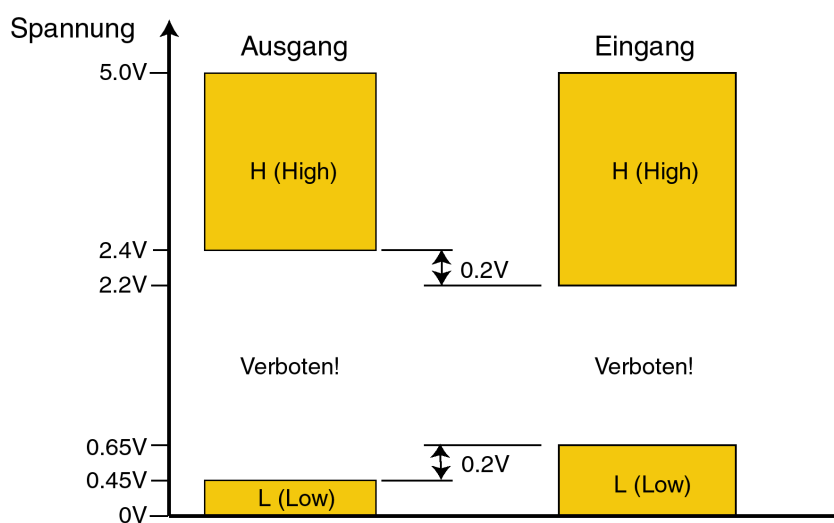 Spannung
Ausgang
Eingang
5.0V
H (High)
H (High)
2.4V
0.2V
2.2V
Verboten!
Verboten!
0.65V
0.2V
0.45V
L (Low)
L (Low)
0V